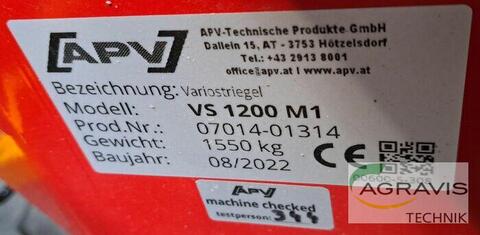 [APV]
APV-Technische Produkte GmbH
Dallein 15, AT - 3753 Hötzelsdorf
Tel.: +43 2913 8001
office@apv.at | www.apv.at
Bezeichnung: Variostriegel
Modell: VS 1200 M1
Prod.Nr.: 07014-01314
Gewicht: 1550 kg
Baujahr: 08/2022
CE
APV
machine checked
testperson: 344
AGRAVIS
TECHNIK